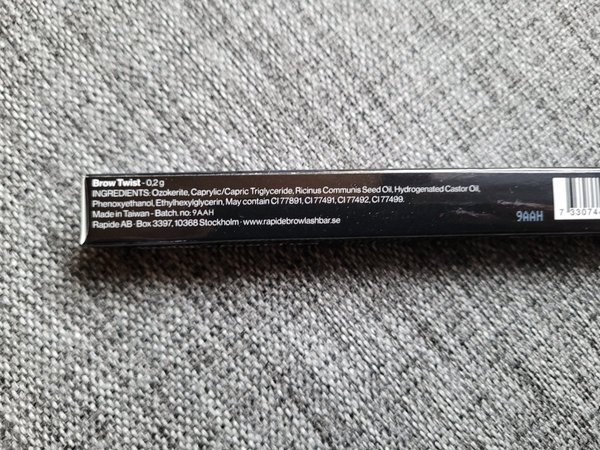 Brow Twist - 0,2 g
INGREDIENTS: Ozokerite, Caprylic/Capric Triglyceride, Ricinus Communis Seed Oil, Hydrogenated Castor Oil,
Phenoxyethanol, Ethylhexylglycerin, May contain CI 77891, CI 77491, CI 77492, CI 77499.
Made in Taiwan - Batch. no: 9AAH
Rapide AB · Box 3397, 10368 Stockholm · www.rapidebrowlashbar.se
9AAH
7 33074